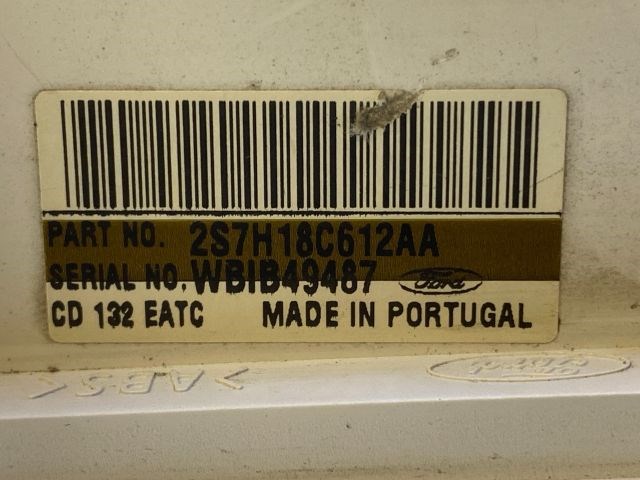 PART NO. 2S7H18C612AA
SERIAL NO. WBIB49487 Ford
CD 132 EATC MADE IN PORTUGAL
>ABS<